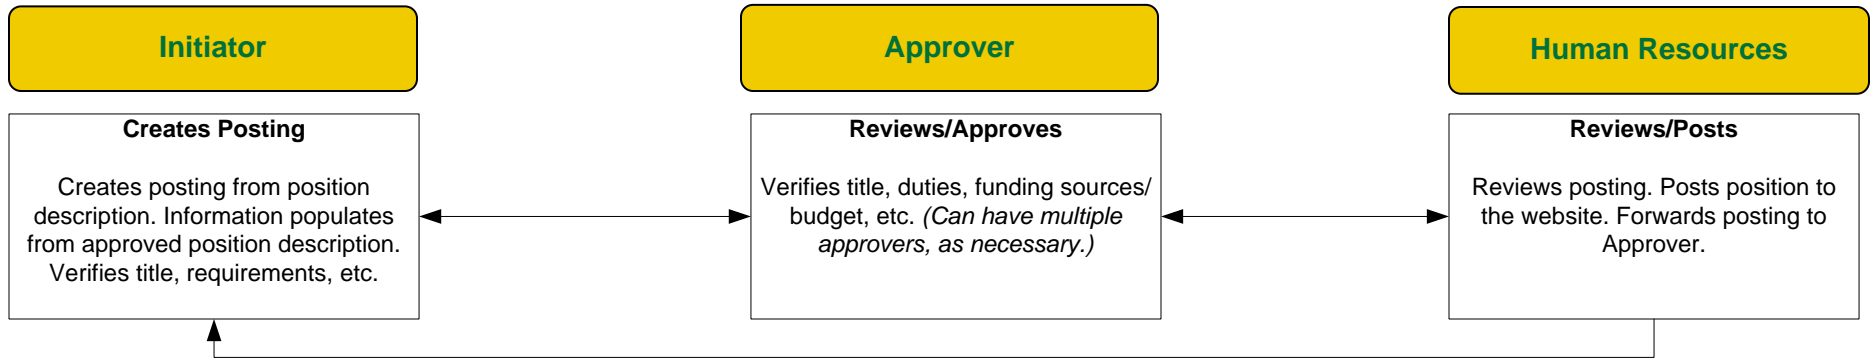 Initiator
Approver
Human Resources
Creates Posting
Creates posting from position
description. Information populates
from approved position description.
Verifies title, requirements, etc.
Reviews/Approves
Verifies title, duties, funding sources/
budget, etc. (Can have multiple
approvers, as necessary.)
Reviews/Posts
Reviews posting. Posts position to
the website. Forwards posting to
Approver.